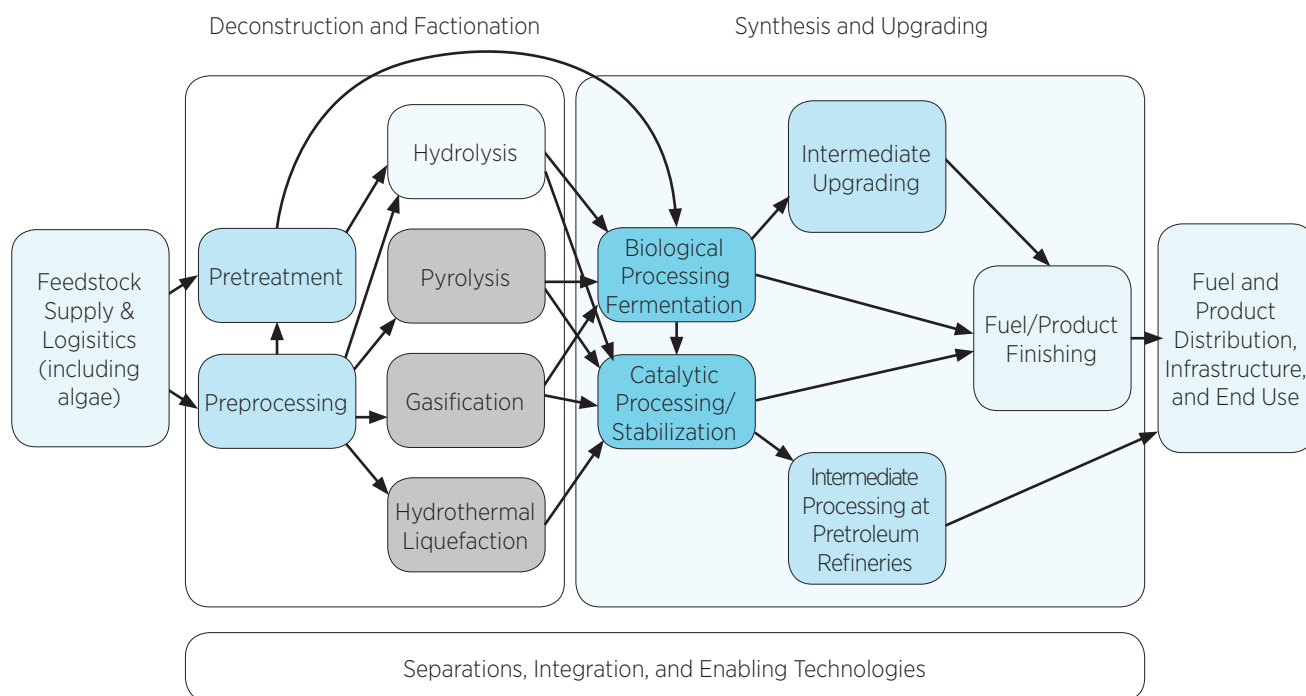 Deconstruction and Factionation
Synthesis and Upgrading
Feedstock
Supply &
Logisitics
(including
algae)
Pretreatment
Preprocessing
Hydrolysis
Pyrolysis
Gasification
Hydrothermal
Liquefaction
Biological
Processing
Fermentation
Catalytic
Processing/
Stabilization
Intermediate
Upgrading
Intermediate
Processing at
Pretroleum
Refineries
Fuel/Product
Finishing
Fuel and
Product
Distribution,
Infrastructure,
and End Use
Separations, Integration, and Enabling Technologies